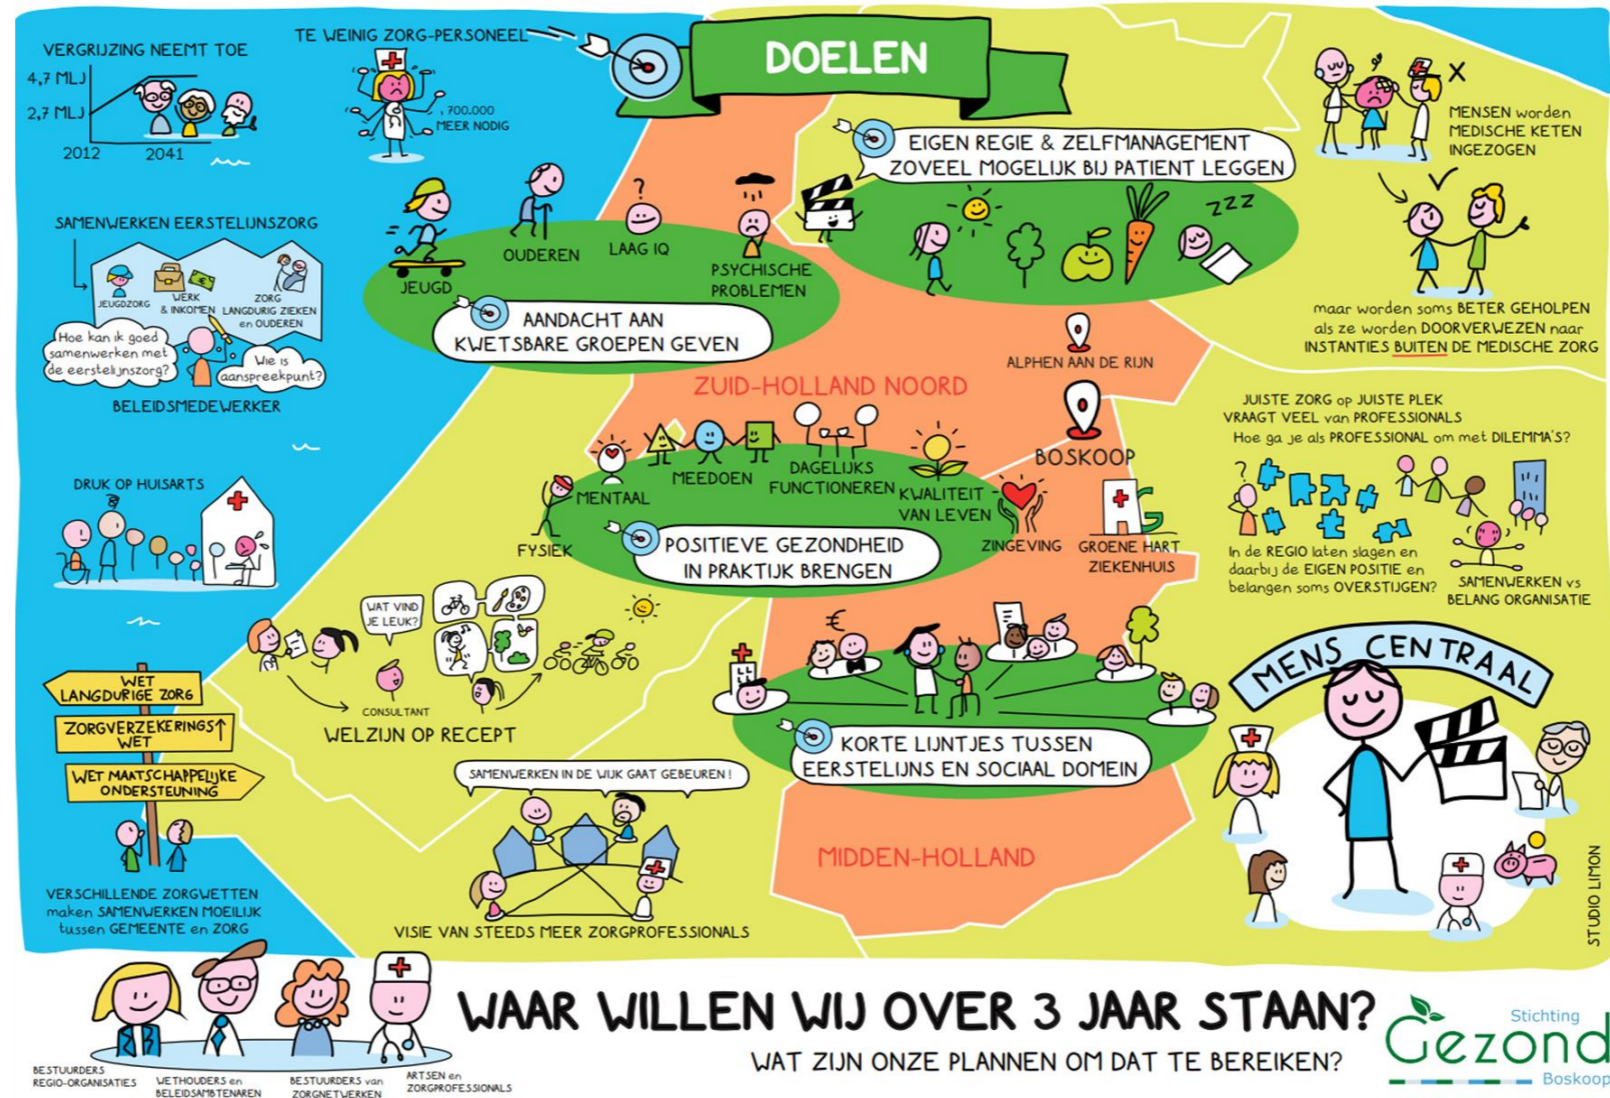 DOELEN
VERGRIJZING NEEMT TOE
4,7 MLJ
2,7 MLJ
2012
2041
TE WEINIG ZORG-PERSONEEL
700.000
MEER NODIG
EIGEN REGIE & ZELFMANAGEMENT
ZOVEEL MOGELIJK BIJ PATIENT LEGGEN
ZZZ
MENSEN worden
MEDISCHE KETEN
INGEZOGEN
maar worden soms BETER GEHOLPEN
als ze worden DOORVERWEZEN naar
INSTANTIES BUITEN DE MEDISCHE ZORG
SAMENWERKEN EERSTELIJNSZORG
JEUGDZORG
WERK
& INKOMEN
ZORG
LANGDURIG ZIEKEN
en OUDEREN
Hoe kan ik goed
samenwerken met
de eerstelijnszorg?
Wie is
aanspreekpunt?
BELEIDSMEDEWERKER
JEUGD
OUDEREN
?
LAAG IQ
PSYCHISCHE
PROBLEMEN
AANDACHT AAN
KWETSBARE GROEPEN GEVEN
ALPHEN AAN DE RIJN
ZUID-HOLLAND NOORD
BOSKOOP
GROENE HART
ZIEKENHUIS
FYSIEK
MENTAAL
MEEDOEN
DAGELIJKS
FUNCTIONEREN
KWALITEIT
VAN LEVEN
ZINGEVING
POSITIEVE GEZONDHEID
IN PRAKTIJK BRENGEN
JUISTE ZORG op JUISTE PLEK
VRAAGT VEEL van PROFESSIONALS
Hoe ga je als PROFESSIONAL om met DILEMMA'S?
?
In de REGIO laten slagen en
daarbij de EIGEN POSITIE en
belangen soms OVERSTIJGEN?
SAMENWERKEN vs
BELANG ORGANISATIE
DRUK OP HUISARTS
WAT VIND
JE LEUK?
CONSULTANT
WELZIJN OP RECEPT
€
KORTE LIJNTJES TUSSEN
EERSTELIJNS EN SOCIAAL DOMEIN
MENS CENTRAAL
WET
LANGDURIGE ZORG
ZORGVERZEKERINGS
WET
WET MAATSCHAPPELIJKE
ONDERSTEUNING
VERSCHILLENDE ZORGWETTEN
maken SAMENWERKEN MOEILIJK
tussen GEMEENTE en ZORG
SAMENWERKEN IN DE WIJK GAAT GEBEUREN!
VISIE VAN STEEDS MEER ZORGPROFESSIONALS
MIDDEN-HOLLAND
STUDIO LIMON
BESTUURDERS
REGIO-ORGANISATIES
WETHOUDERS en
BELEIDSAMBTENAREN
BESTUURDERS van
ZORGNETWERKEN
ARTSEN en
ZORGPROFESSIONALS
WAAR WILLEN WIJ OVER 3 JAAR STAAN?
WAT ZIJN ONZE PLANNEN OM DAT TE BEREIKEN?
Stichting
Gezond
Boskoop